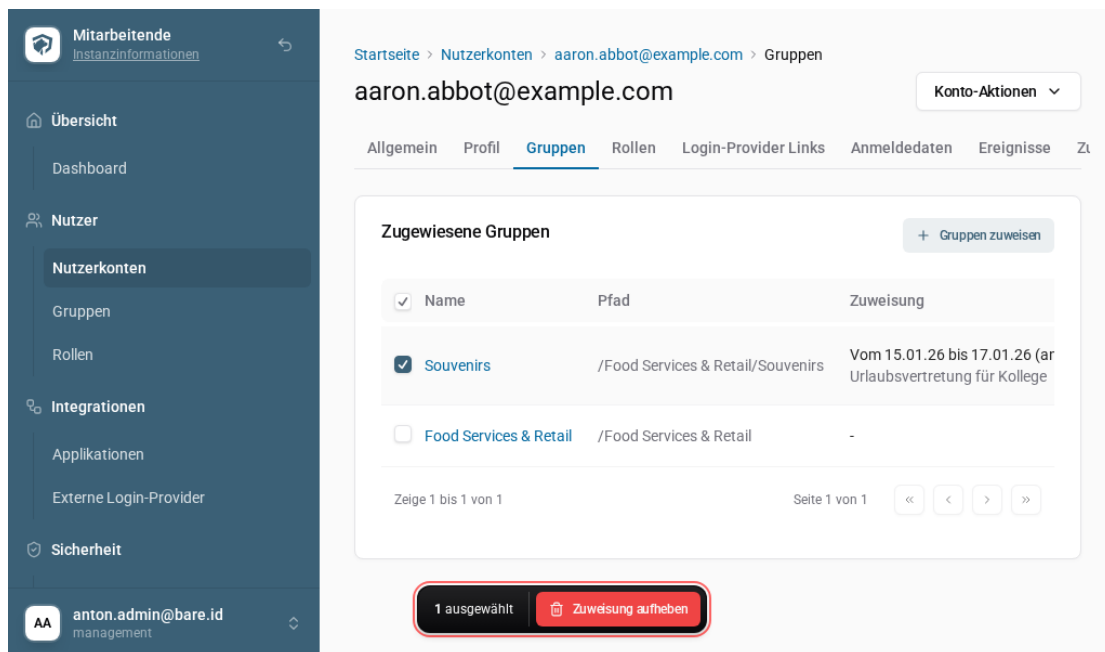 Mitarbeitende
Instanzinformationen
Übersicht
Dashboard
Nutzer
Nutzerkonten
Gruppen
Rollen
Integrationen
Applikationen
Externe Login-Provider
Sicherheit
AA
anton.admin@bare.id
management
Startseite > Nutzerkonten > aaron.abbot@example.com > Gruppen
aaron.abbot@example.com
Konto-Aktionen
Allgemein Profil Gruppen Rollen Login-Provider Links Anmeldedaten Ereignisse
Zugewiesene Gruppen
+ Gruppen zuweisen
Name Pfad Zuweisung
Souvenirs /Food Services & Retail/Souvenirs Vom 15.01.26 bis 17.01.26
Urlaubsvertretung für Kollege
Food Services & Retail /Food Services & Retail -
Zeige 1 bis 1 von 1 Seite 1 von 1 « < > »
1 ausgewählt Zuweisung aufheben